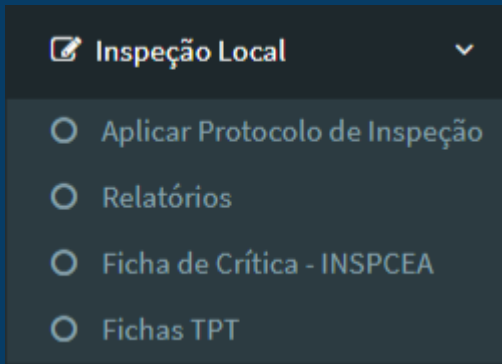 Inspeção Local
Aplicar Protocolo de Inspeção
Relatórios
Ficha de Crítica - INSPCEA
Fichas TPT